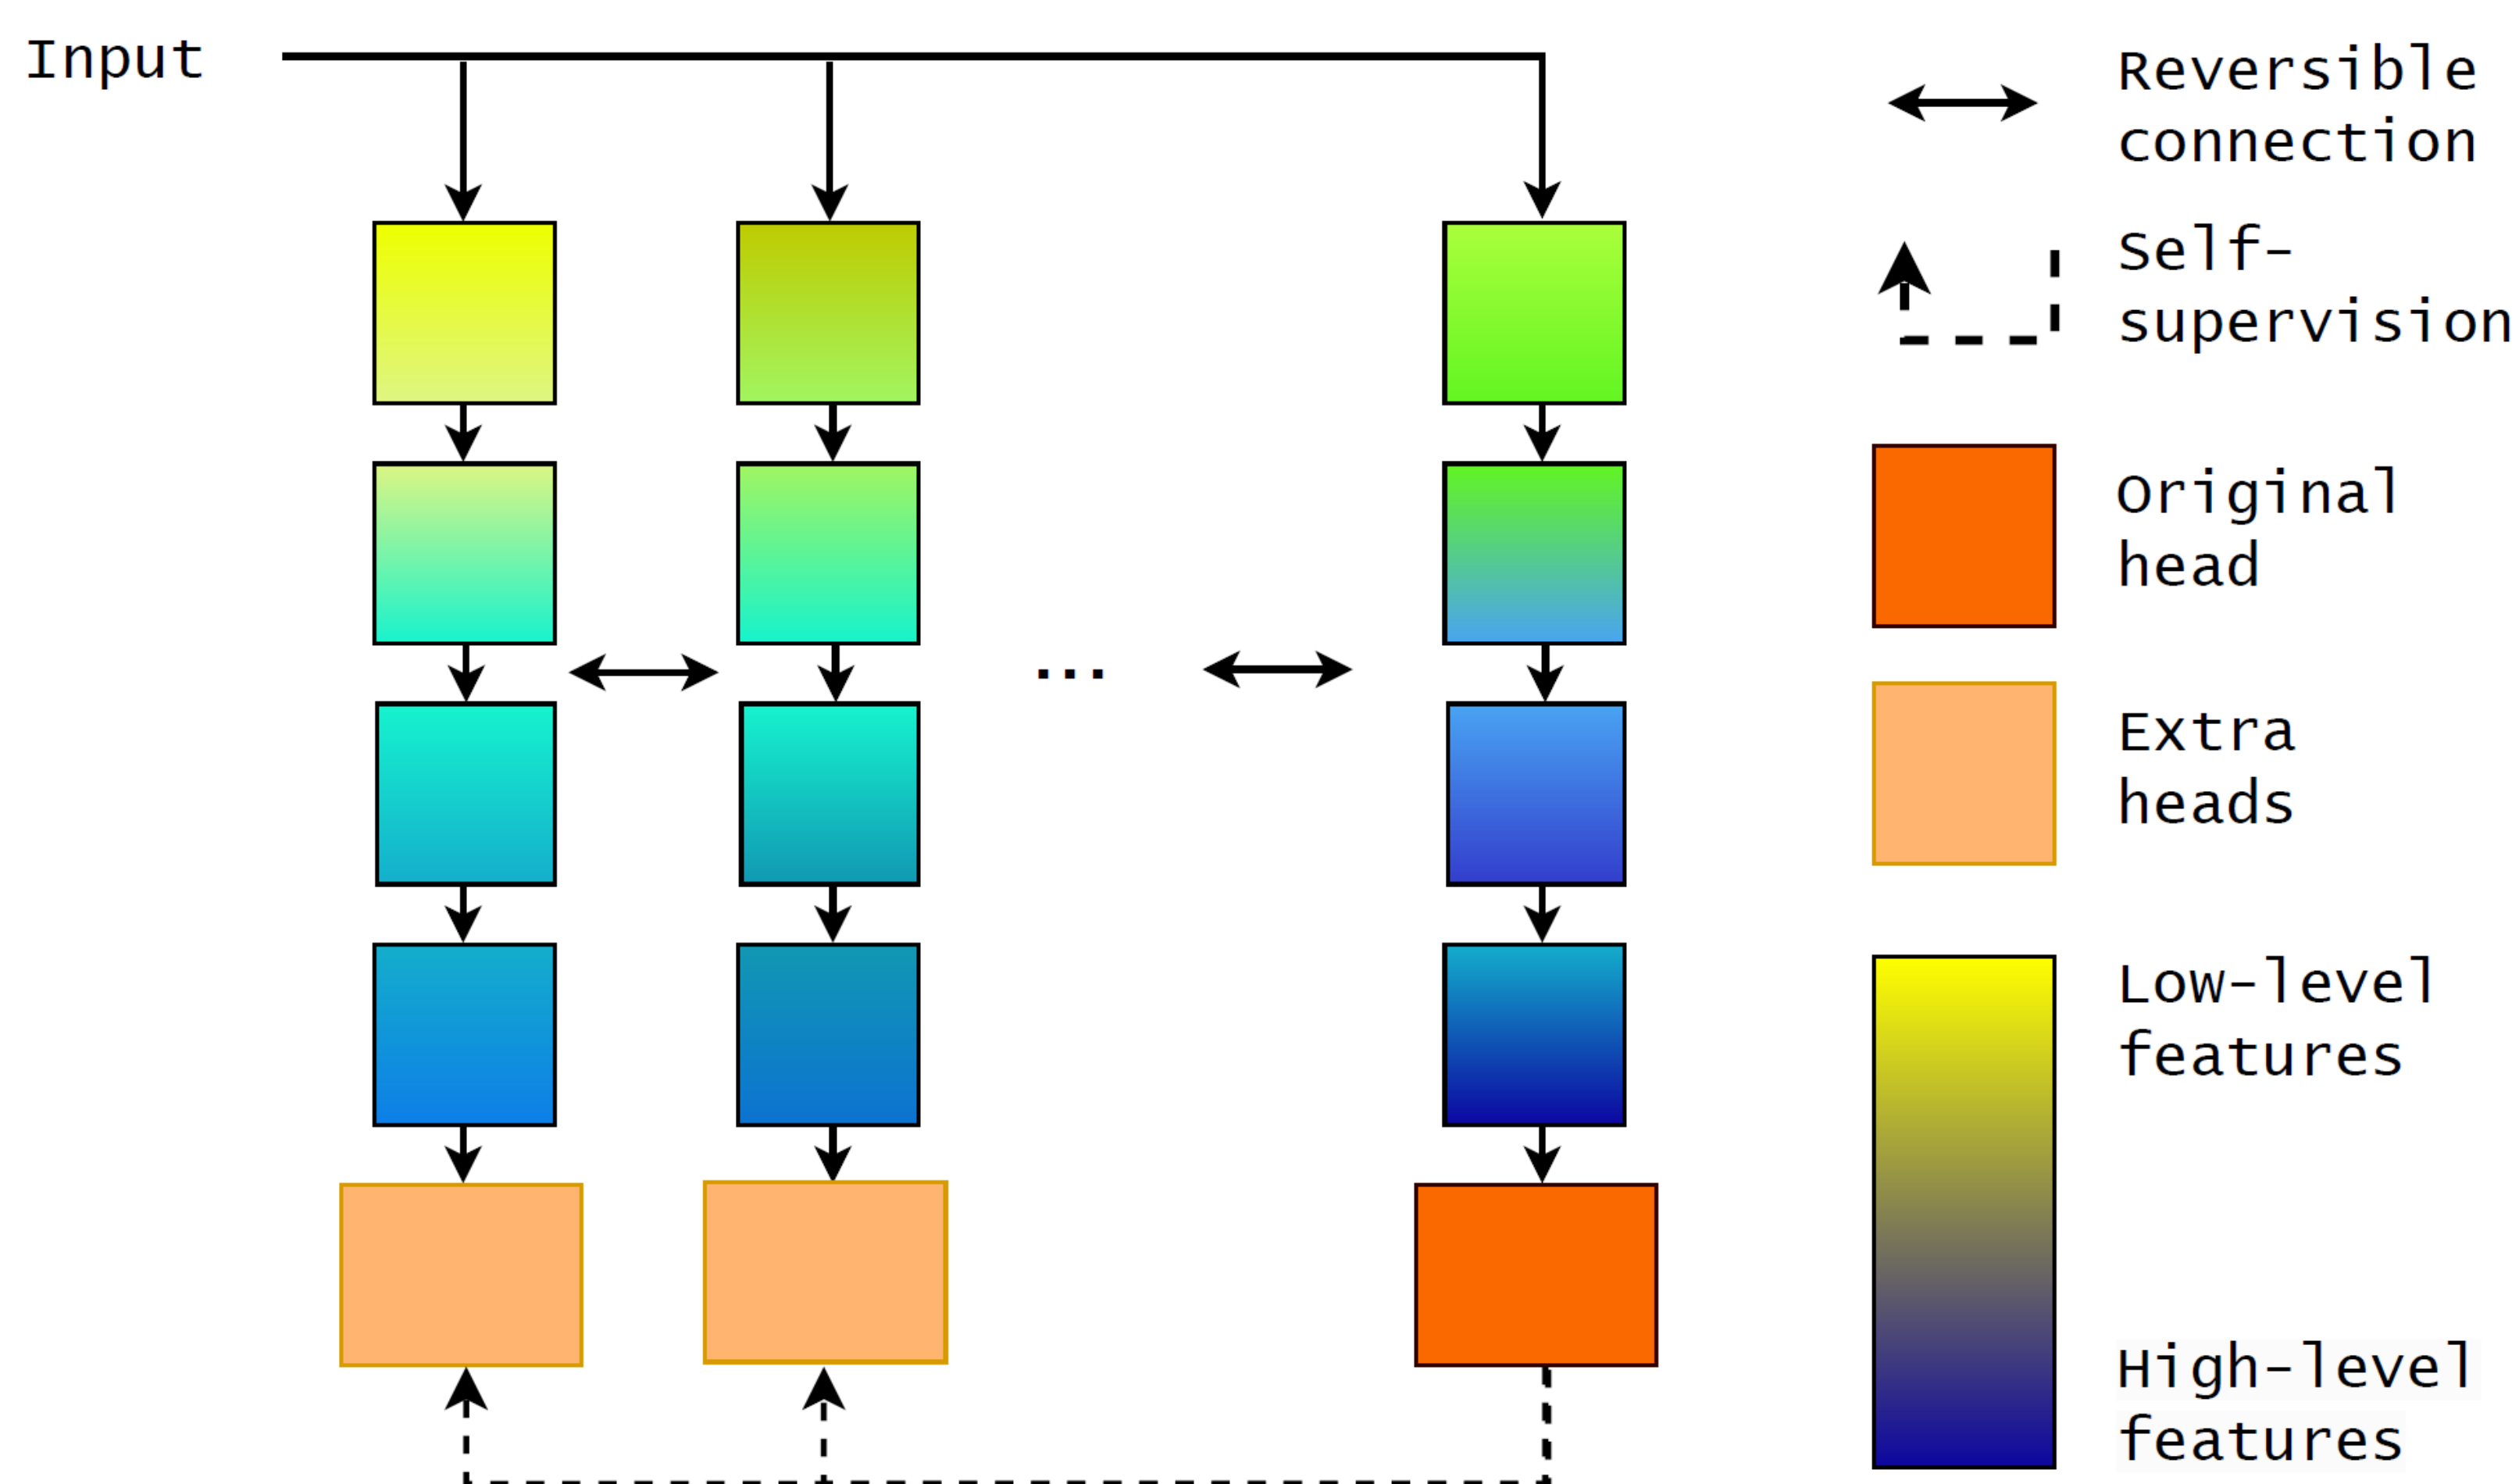 Input
...
Reversible
connection
Self-
supervision
Original
head
Extra
heads
Low-level
features
High-level
features